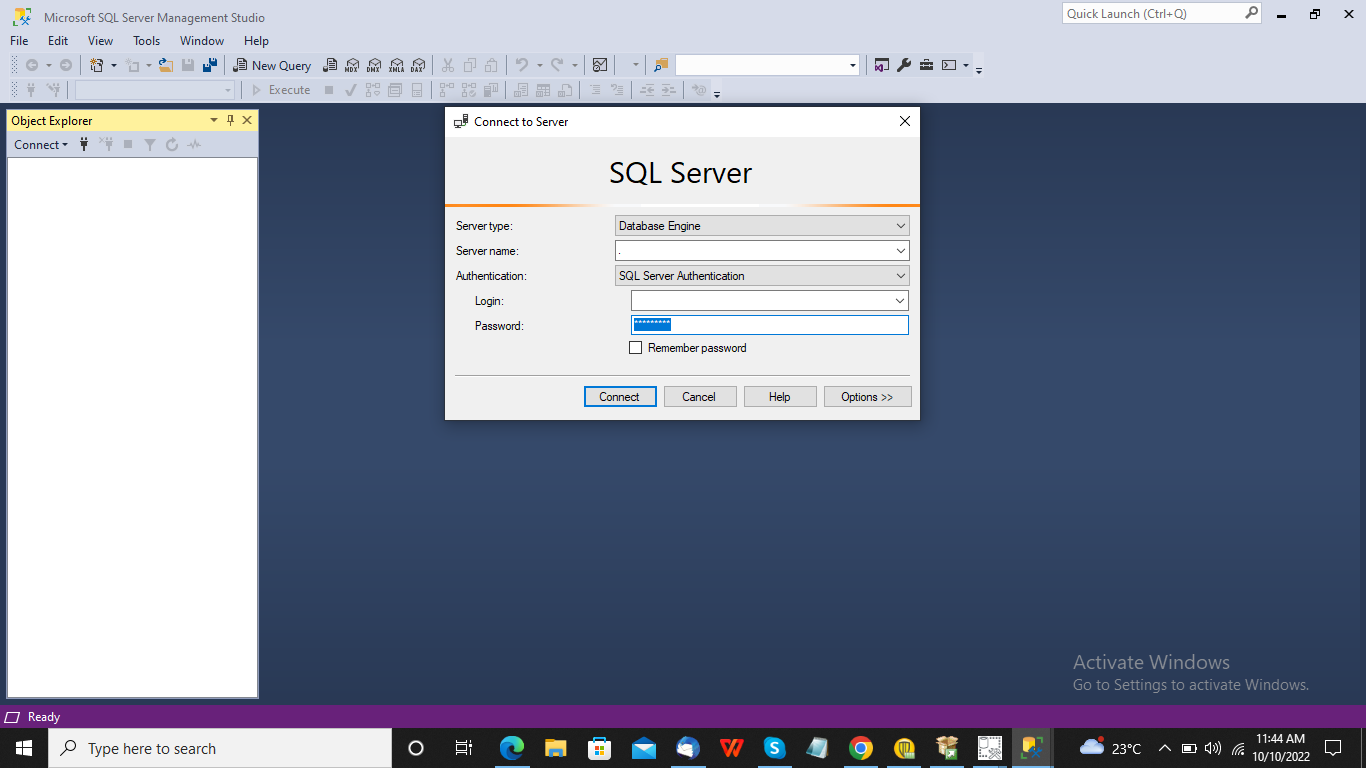 Microsoft SQL Server Management Studio
Quick Launch (Ctrl+Q)
File Edit View Tools Window Help
New Query MDX DMX XMLA DAX
Execute
Object Explorer
Connect
Connect to Server
SQL Server
Server type: Database Engine
Server name: .
Authentication: SQL Server Authentication
Login:
Password: *********
Remember password
Connect Cancel Help Options >>
Activate Windows
Go to Settings to activate Windows.
Ready
Type here to search
23°C
11:44 AM
10/10/2022